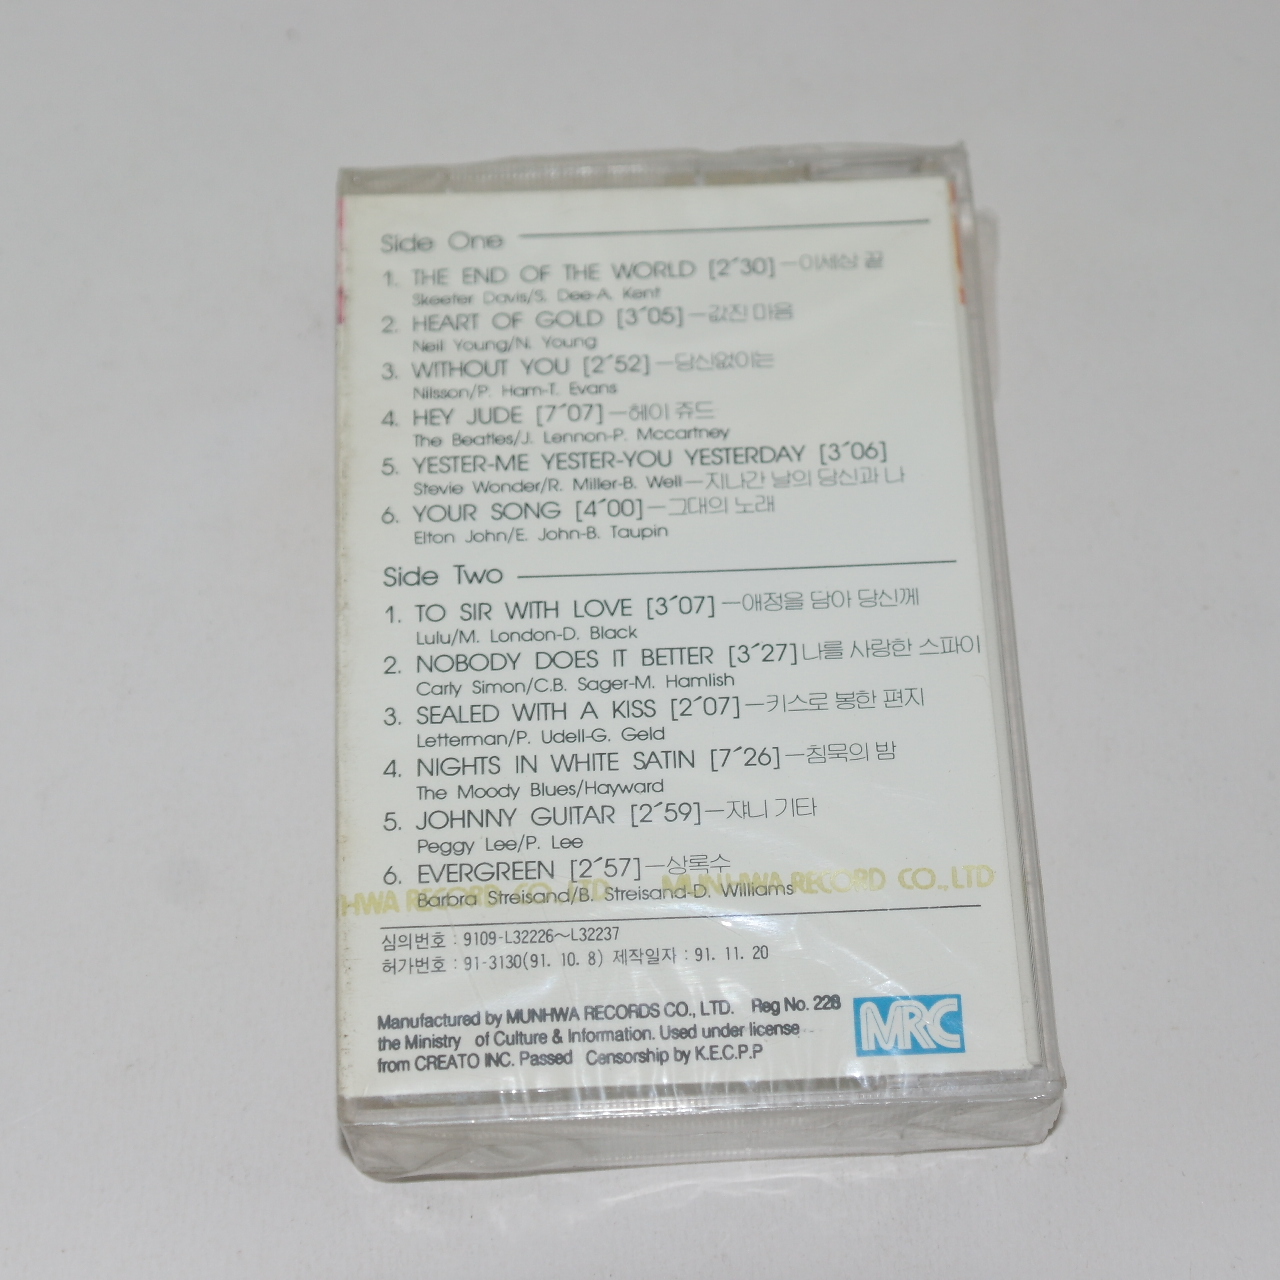 Side One
1. THE END OF THE WORLD [2´30]—이세상 끝
Skeeter Davis/S. Dee-A. Kent
2. HEART OF GOLD [3´05]—값진 마음
Neil Young/N. Young
3. WITHOUT YOU [2´52]—당신없이는
Nilsson/P. Ham-T. Evans
4. HEY JUDE [7´07]—헤이 쥬드
The Beatles/J. Lennon-P. Mccartney
5. YESTER-ME YESTER-YOU YESTERDAY [3´06]
Stevie Wonder/R. Miller-B. Well—지나간 날의 당신과 나
6. YOUR SONG [4´00]—그대의 노래
Elton John/E. John-B. Taupin
Side Two
1. TO SIR WITH LOVE [3´07]—애정을 담아 당신께
Lulu/M. London-D. Black
2. NOBODY DOES IT BETTER [3´27]나를 사랑한 스파이
Carly Simon/C.B. Sager-M. Hamlish
3. SEALED WITH A KISS [2´07]—키스로 봉한 편지
Letterman/P. Udell-G. Geld
4. NIGHTS IN WHITE SATIN [7´26]—침묵의 밤
The Moody Blues/Hayward
5. JOHNNY GUITAR [2´59]—쟈니 기타
Peggy Lee/P. Lee
6. EVERGREEN [2´57]—상록수
HWA RECORD CO., LTD MUNHWA RECORD CO., LTD
Barbra Streisand/B. Streisand-D. Williams
심의번호 : 9109-L32226~L32237
허가번호 : 91-3130(91. 10. 8) 제작일자 : 91. 11. 20
Manufactured by MUNHWA RECORDS CO., LTD. Reg No. 228
the Ministry of Culture & Information. Used under license
from CREATO INC. Passed Censorship by K.E.C.P.P
MRC